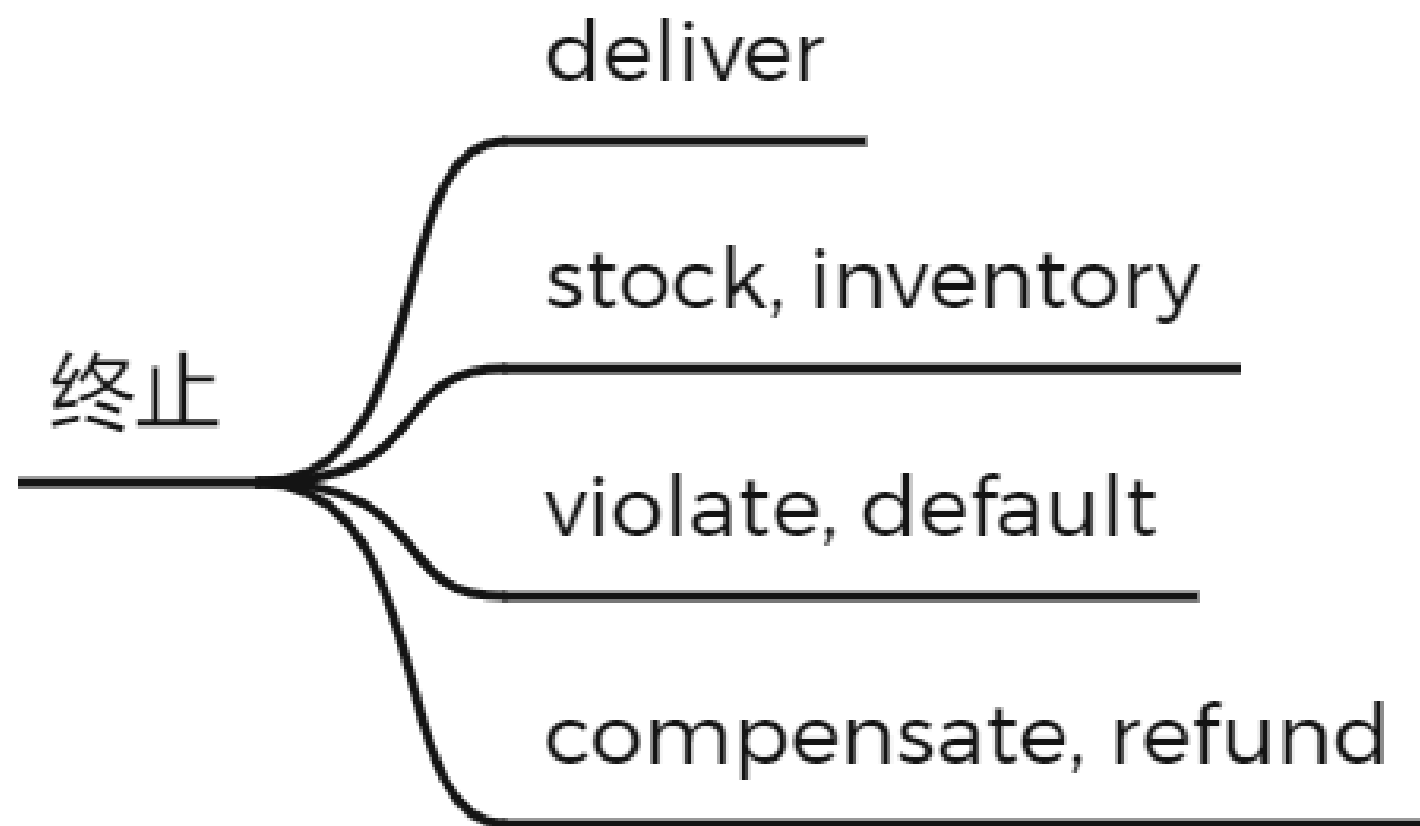 deliver
stock, inventory
终止
violate, default
compensate, refund